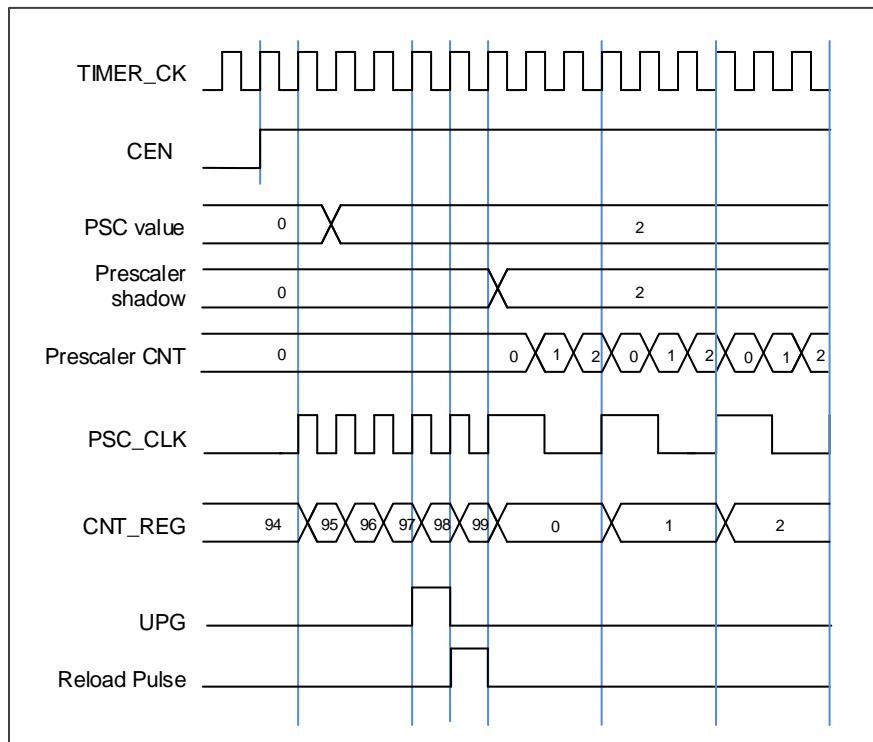 TIMER_CK
CEN
PSC value 0 2
Prescaler
shadow 0 2
Prescaler CNT 0 0 1 2 0 1 2 0 1 2
PSC_CLK
CNT_REG 94 95 96 97 98 99 0 1 2
UPG
Reload Pulse